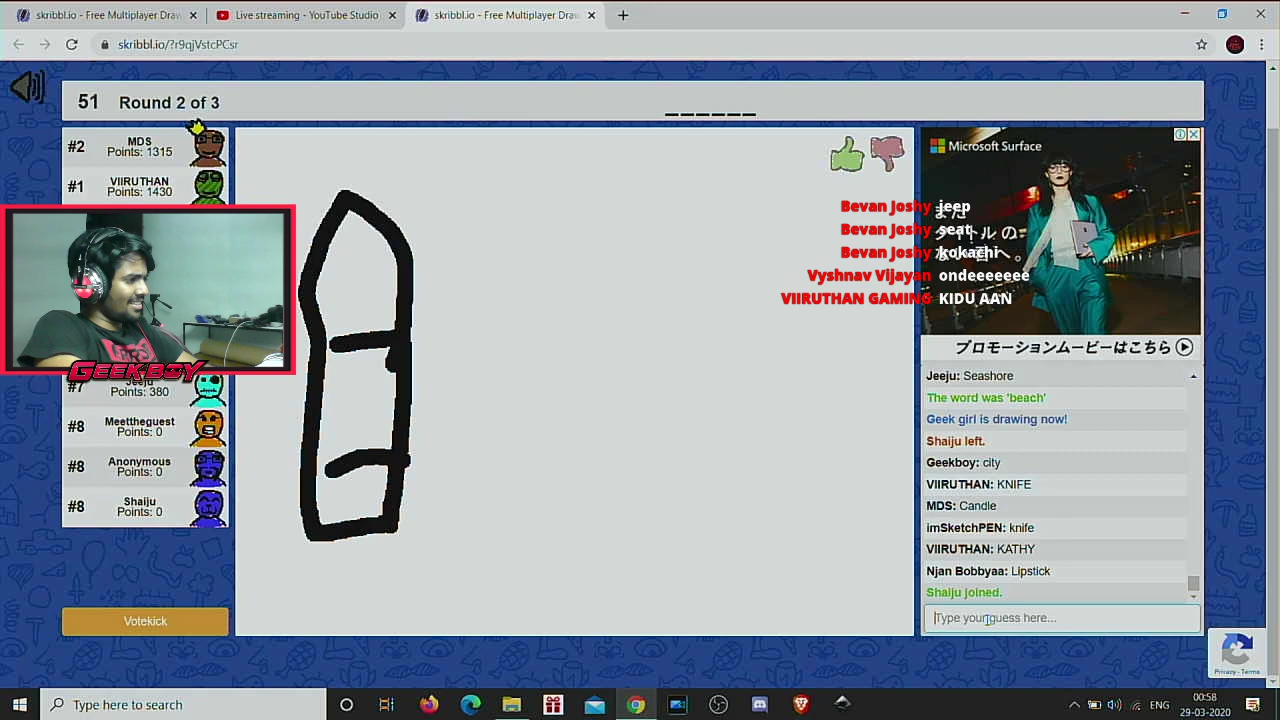 skribbl.io - Free Multiplayer Draw
Live streaming - YouTube Studio
skribbl.io - Free Multiplayer Draw
skribbl.io/?r9qjVstcPCsr
51 Round 2 of 3
______
#2 MDS
Points: 1315
#1 VIIRUTHAN
Points: 1430
GEEKBOY
#7 Jeeju
Points: 380
#8 Meettheguest
Points: 0
#8 Anonymous
Points: 0
#8 Shaiju
Points: 0
Votekick
Microsoft Surface
Bevan Joshy jeep
Bevan Joshy seat
Bevan Joshy kokachi
Vyshnav Vijayan ondeeeeeee
VIIRUTHAN GAMING KIDU AAN
プロモーションムービーはこちら
Jeeju: Seashore
The word was 'beach'
Geek girl is drawing now!
Shaiju left.
Geekboy: city
VIIRUTHAN: KNIFE
MDS: Candle
imSketchPEN: knife
VIIRUTHAN: KATHY
Njan Bobbyaa: Lipstick
Shaiju joined.
Type your guess here...
Privacy - Terms
Type here to search
ENG
00:58
29-03-2020